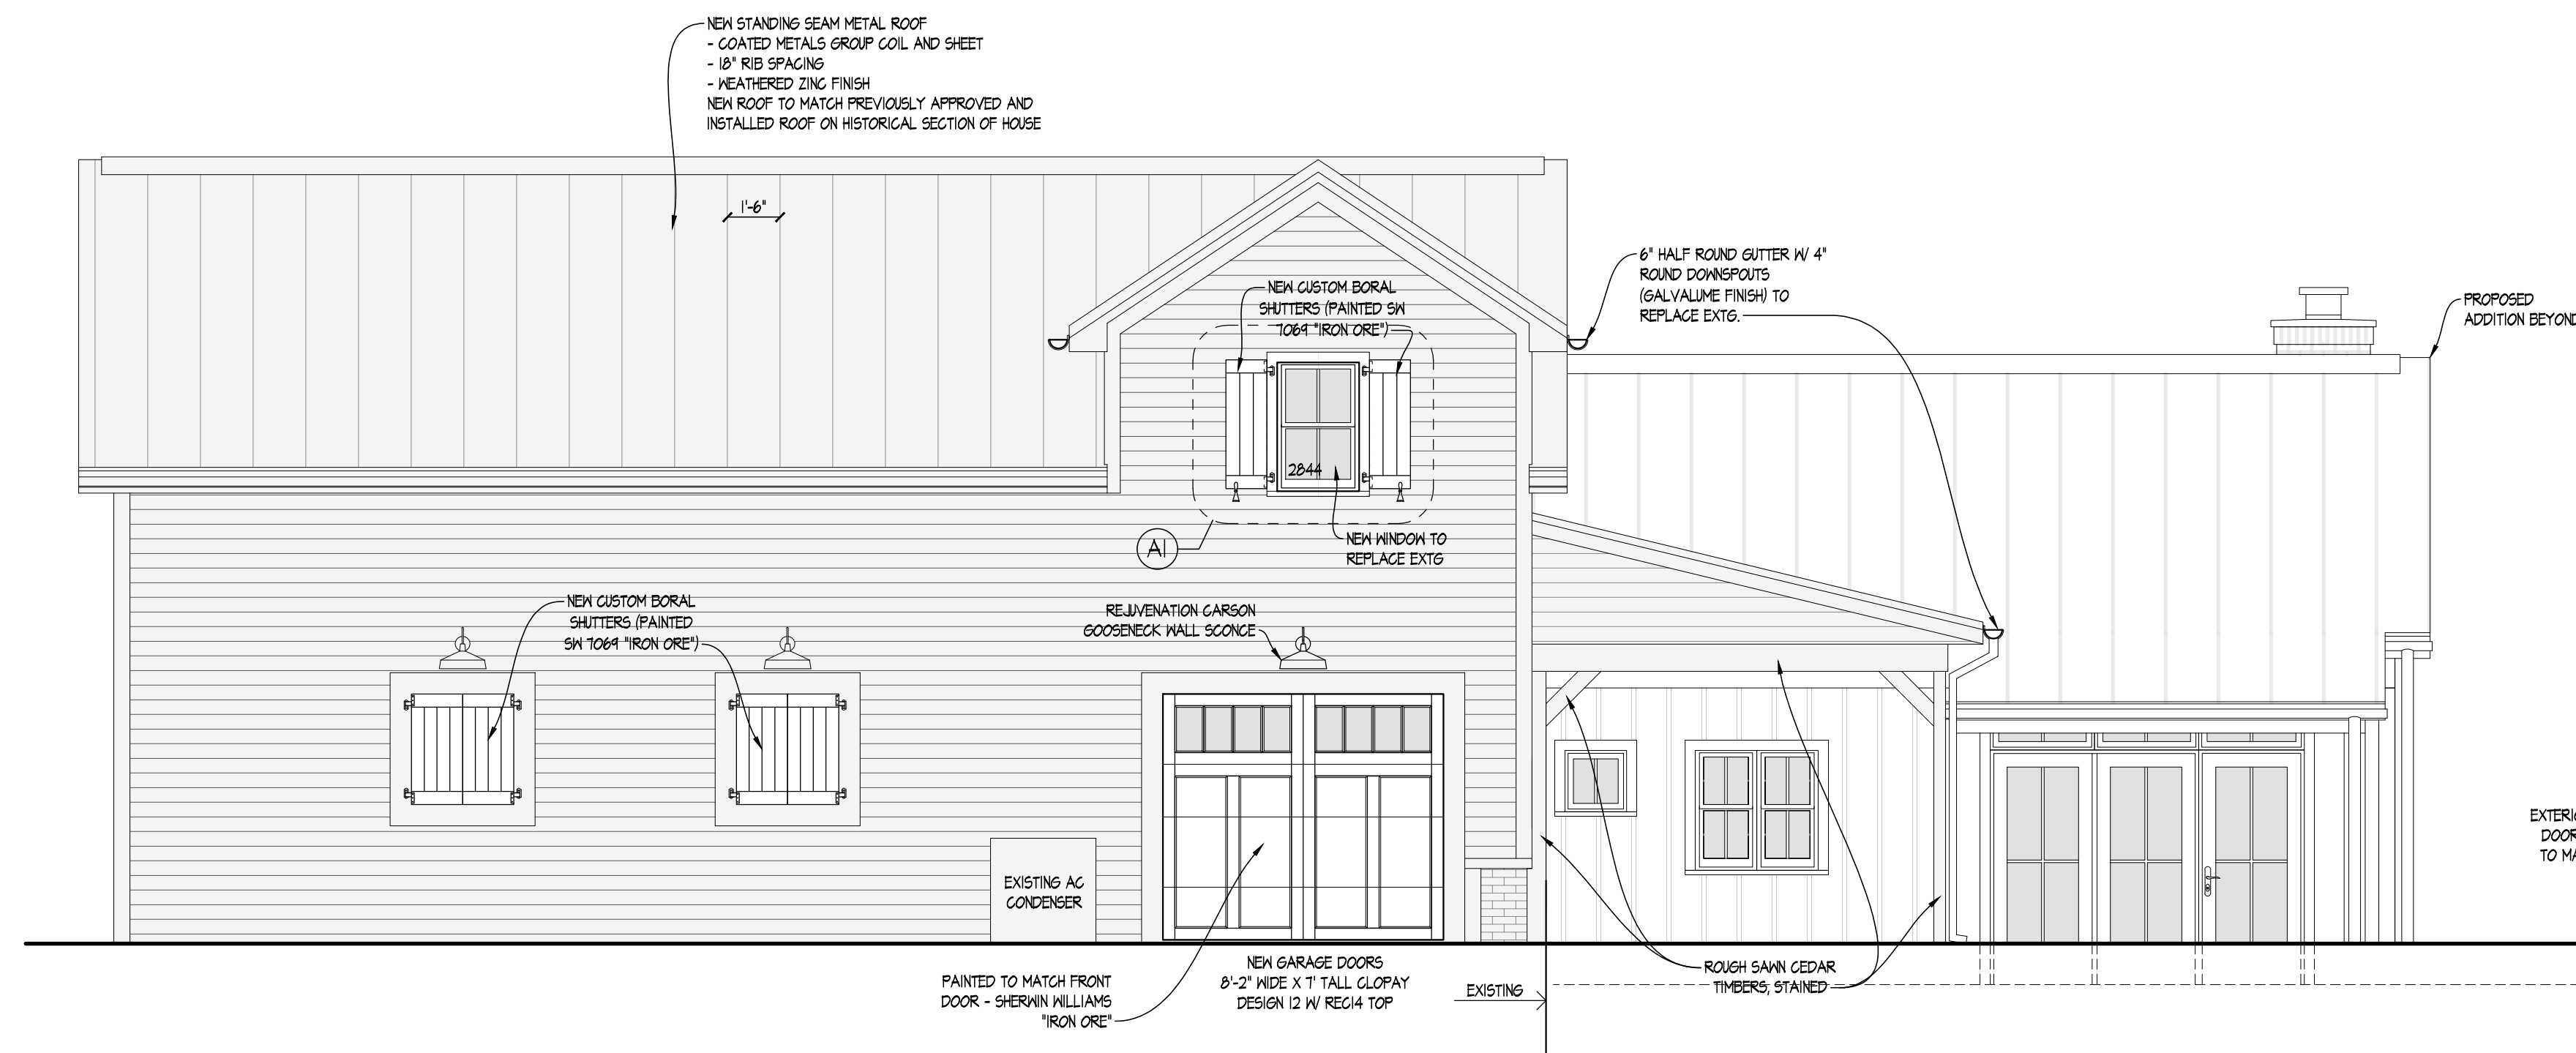 NEW STANDING SEAM METAL ROOF
- COATED METALS GROUP COIL AND SHEET
- 18" RIB SPACING
- WEATHERED ZINC FINISH
NEW ROOF TO MATCH PREVIOUSLY APPROVED AND
INSTALLED ROOF ON HISTORICAL SECTION OF HOUSE
1'-6"
6" HALF ROUND GUTTER W/ 4"
ROUND DOWNSPOUTS
(GALVALUME FINISH) TO
REPLACE EXTG.
PROPOSED
ADDITION BEYOND
NEW CUSTOM BORAL
SHUTTERS (PAINTED SW
7069 "IRON ORE")
2844
A1
NEW WINDOW TO
REPLACE EXTG
NEW CUSTOM BORAL
SHUTTERS (PAINTED
SW 7069 "IRON ORE")
REJUVENATION CARSON
GOOSENECK WALL SCONCE
EXISTING AC
CONDENSER
DOOR
TO MA
PAINTED TO MATCH FRONT
DOOR - SHERWIN WILLIAMS
"IRON ORE"
NEW GARAGE DOORS
8'-2" WIDE X 7' TALL CLOPAY
DESIGN 12 W/ REC14 TOP
EXISTING
ROUGH SAWN CEDAR
TIMBERS, STAINED